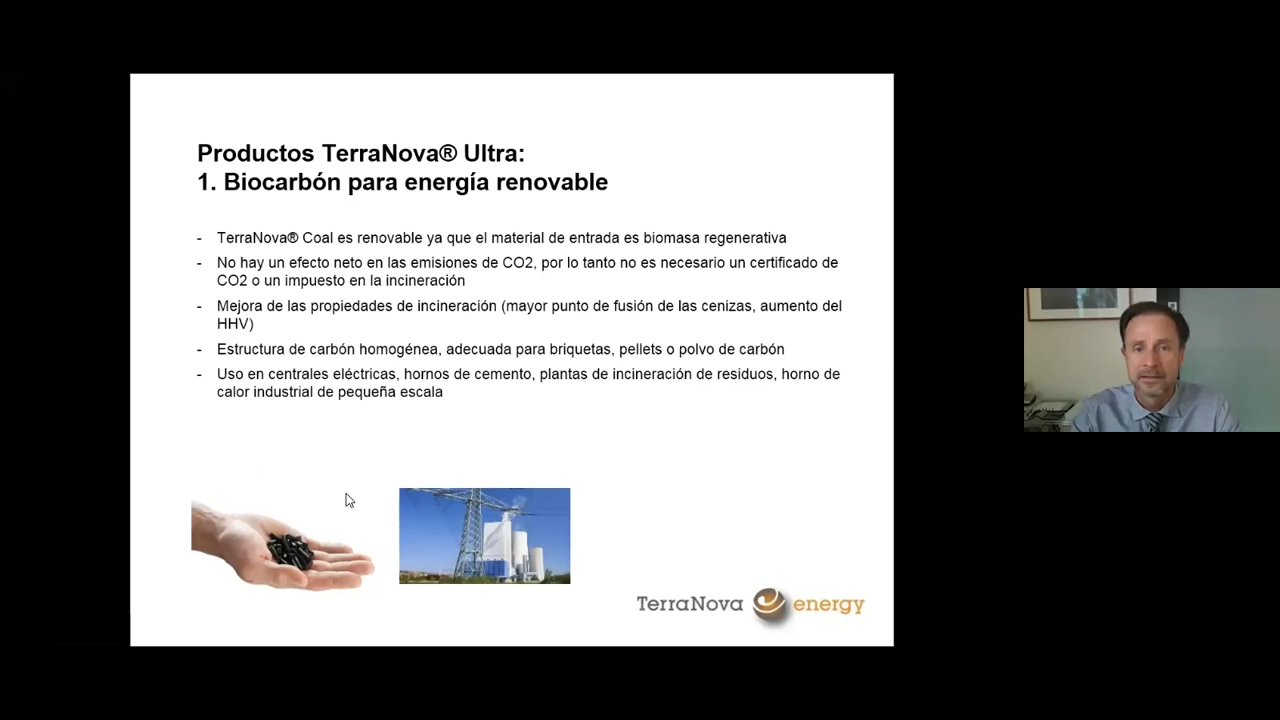 Productos TerraNova® Ultra:
1. Biocarbón para energía renovable
- TerraNova® Coal es renovable ya que el material de entrada es biomasa regenerativa
- No hay un efecto neto en las emisiones de CO2, por lo tanto no es necesario un certificado de
CO2 o un impuesto en la incineración
- Mejora de las propiedades de incineración (mayor punto de fusión de las cenizas, aumento del
HHV)
- Estructura de carbón homogénea, adecuada para briquetas, pellets o polvo de carbón
- Uso en centrales eléctricas, hornos de cemento, plantas de incineración de residuos, horno de
calor industrial de pequeña escala
TerraNova energy